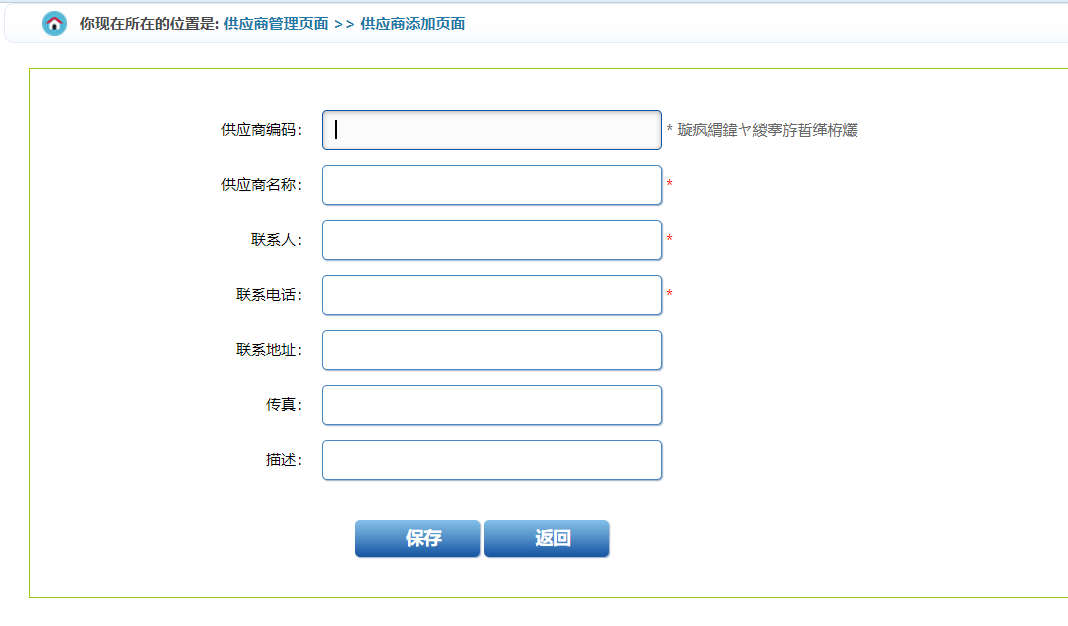 你现在所在的位置是: 供应商管理页面 >> 供应商添加页面
供应商编码： * 璇疯緭鍏ヤ緵搴斿晢缂栫爜
供应商名称： *
联系人： *
联系电话： *
联系地址：
传真：
描述：
保存 返回